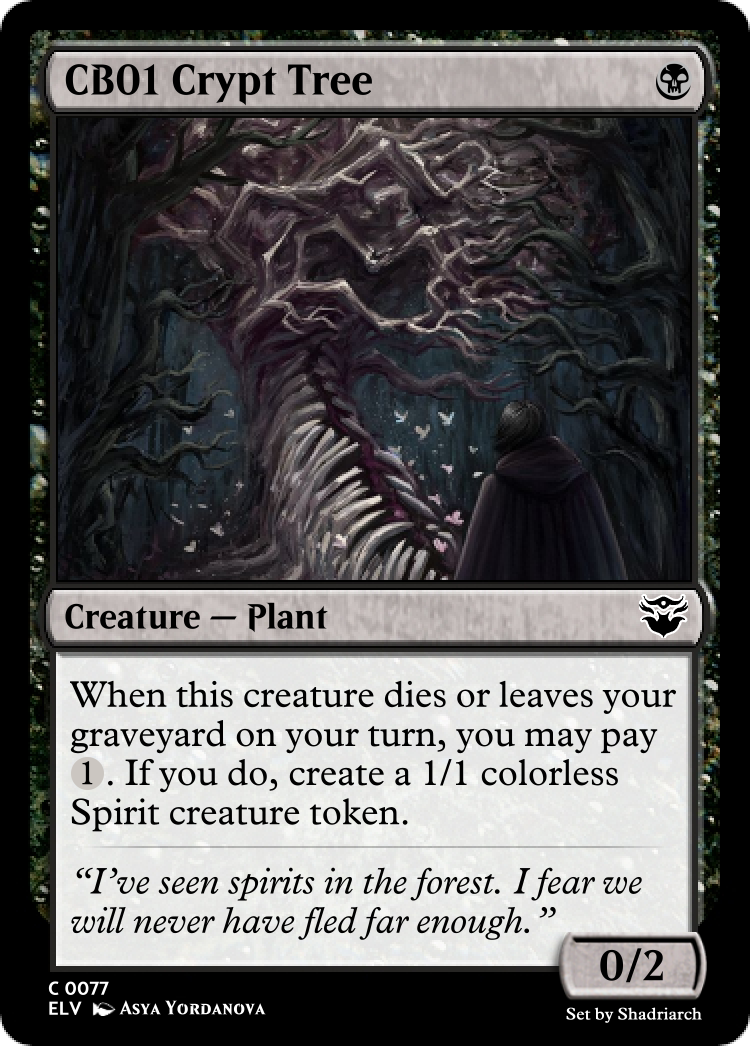 CB01 Crypt Tree
Creature — Plant
When this creature dies or leaves your
graveyard on your turn, you may pay
1. If you do, create a 1/1 colorless
Spirit creature token.
“I’ve seen spirits in the forest. I fear we
will never have fled far enough.”
0/2
C 0077
ELV Asya Yordanova
Set by Shadriarch